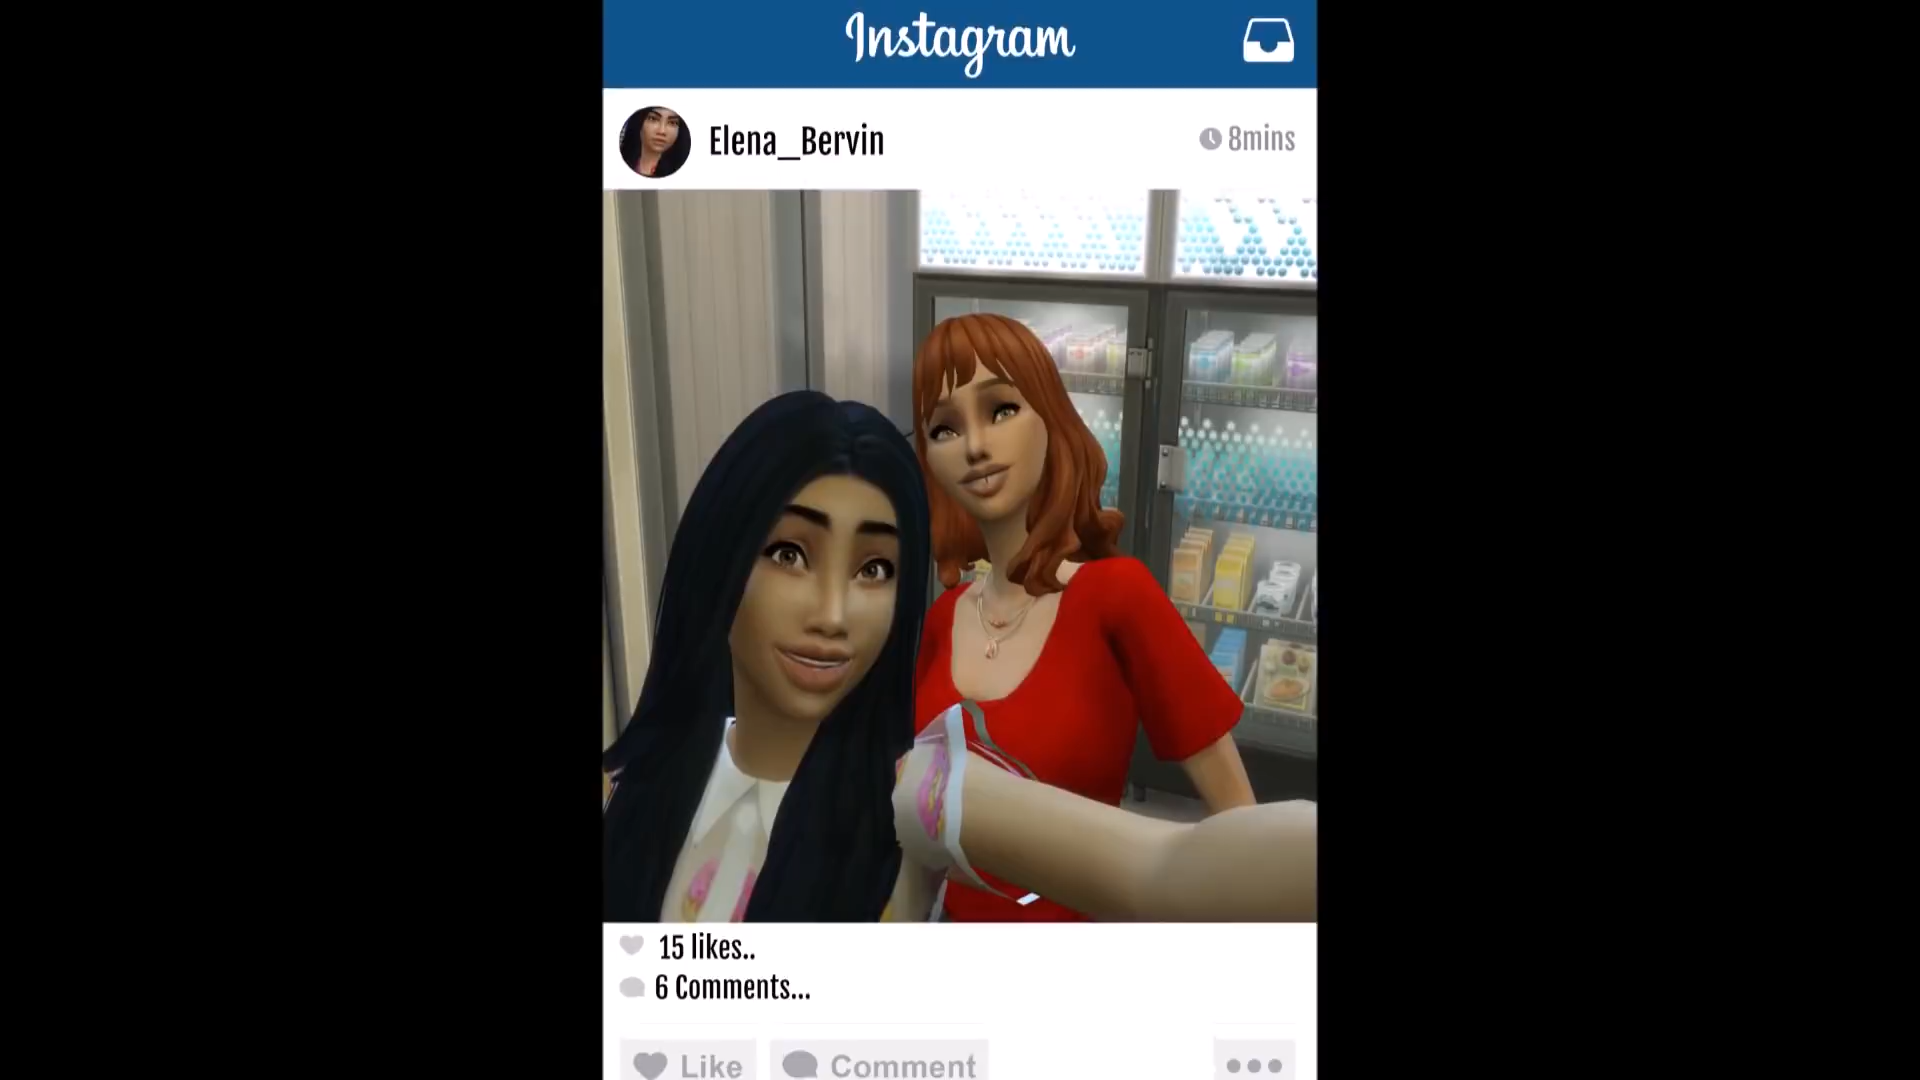 Instagram
Elena_Bervin
8mins
15 likes..
6 Comments...
Like
Comment